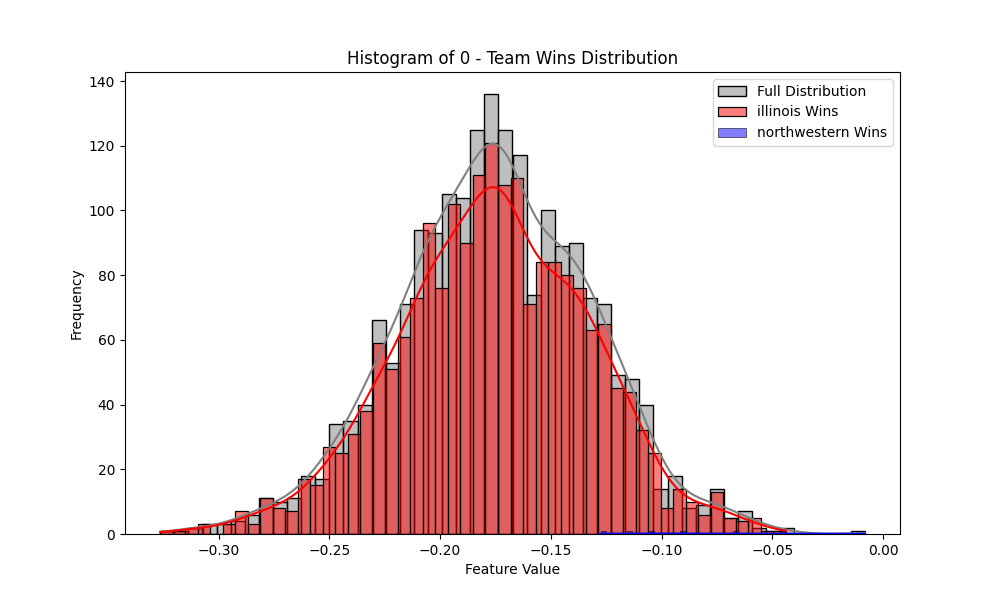 Histogram of 0 - Team Wins Distribution
Full Distribution
illinois Wins
northwestern Wins
Frequency
140
120
100
80
60
40
20
0
−0.30
−0.25
−0.20
−0.15
−0.10
−0.05
0.00
Feature Value